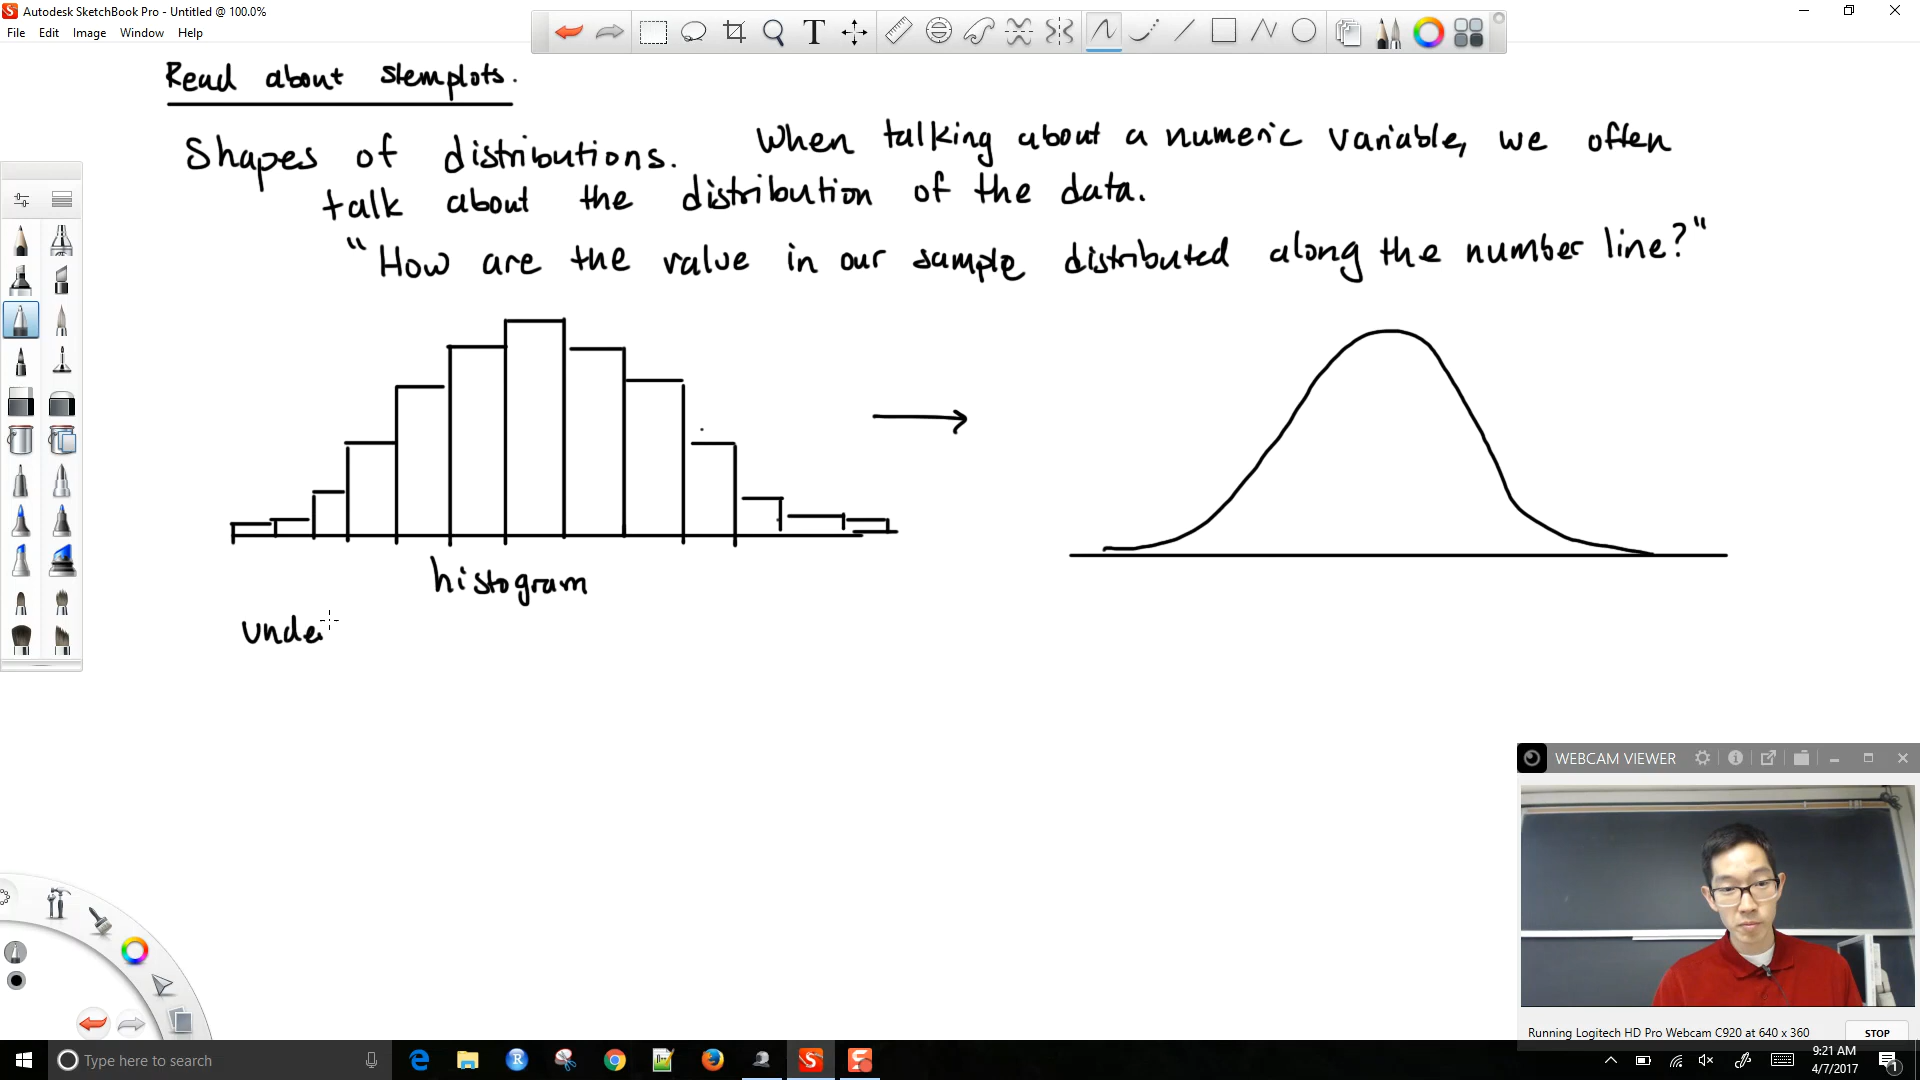 Autodesk SketchBook Pro - Untitled @ 100.0%
File Edit Image Window Help
Read about stemplots.
Shapes of distributions. When talking about a numeric variable, we often
talk about the distribution of the data.
"How are the value in our sample distributed along the number line?"
histogram
unde
WEBCAM VIEWER
Running Logitech HD Pro Webcam C920 at 640 x 360
STOP
Type here to search
9:21 AM
4/7/2017